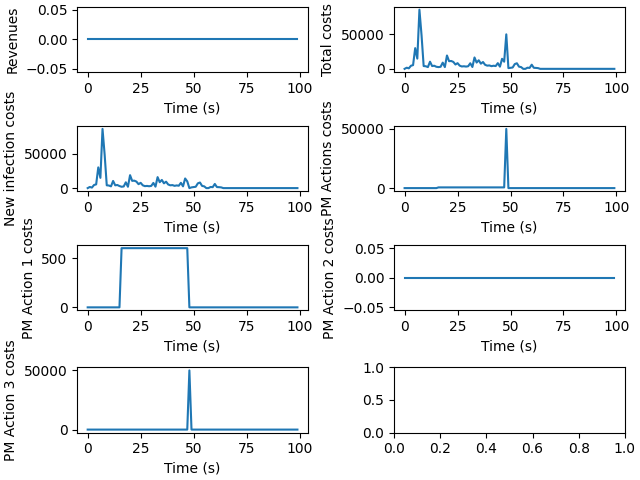 Revenues
0.05
0.00
−0.05
0 25 50 75 100
Time (s)
Total costs
50000
0
0 25 50 75 100
Time (s)
New infection costs
50000
0
0 25 50 75 100
Time (s)
PM Actions costs
50000
0
0 25 50 75 100
Time (s)
PM Action 1 costs
500
0
0 25 50 75 100
Time (s)
PM Action 2 costs
0.05
0.00
−0.05
0 25 50 75 100
Time (s)
PM Action 3 costs
50000
0
0 25 50 75 100
Time (s)
1.0
0.5
0.0
0.0 0.2 0.4 0.6 0.8 1.0